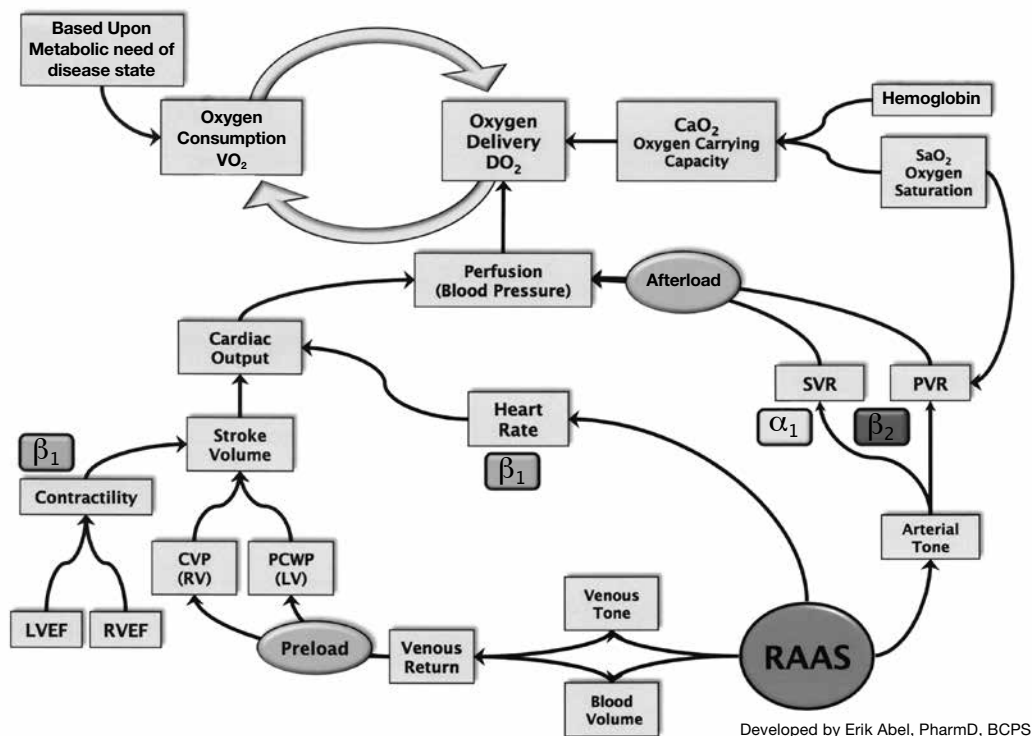 Based Upon
Metabolic need of
disease state
Oxygen
Consumption
VO₂
Oxygen
Delivery
DO₂
CaO₂
Oxygen Carrying
Capacity
Hemoglobin
SaO₂
Oxygen
Saturation
Perfusion
(Blood Pressure)
Afterload
Cardiac
Output
SVR
PVR
Heart
Rate
α₁
β₂
β₁
Stroke
Volume
β₁
Contractility
Arterial
Tone
CVP
(RV)
PCWP
(LV)
LVEF
RVEF
Preload
Venous
Return
Venous
Tone
Blood
Volume
RAAS
Developed by Erik Abel, PharmD, BCPS